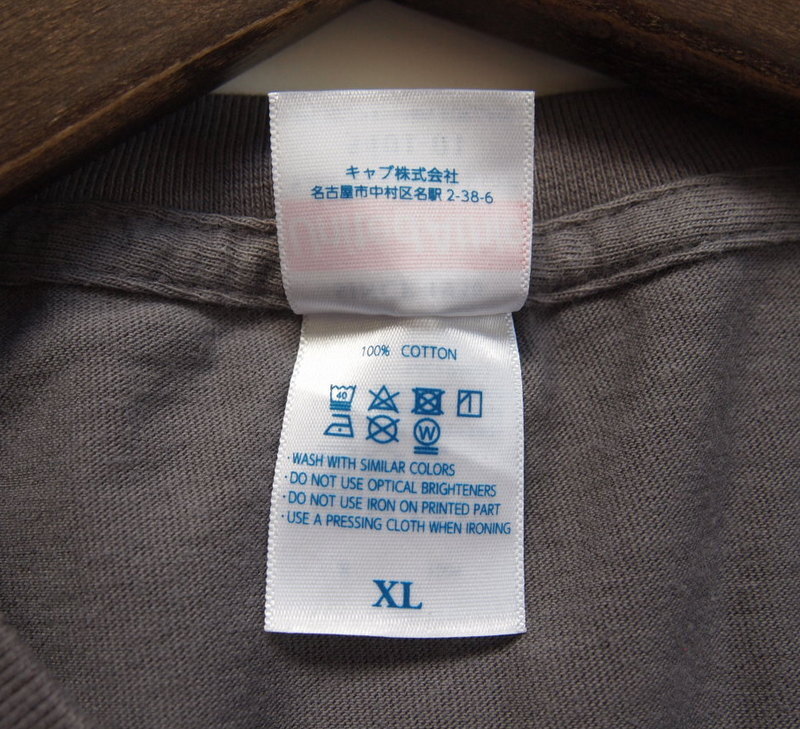 キャプ株式会社
名古屋市中村区名駅 2-38-6
100% COTTON
40
W
·WASH WITH SIMILAR COLORS
·DO NOT USE OPTICAL BRIGHTENERS
·DO NOT USE IRON ON PRINTED PART
·USE A PRESSING CLOTH WHEN IRONING
XL